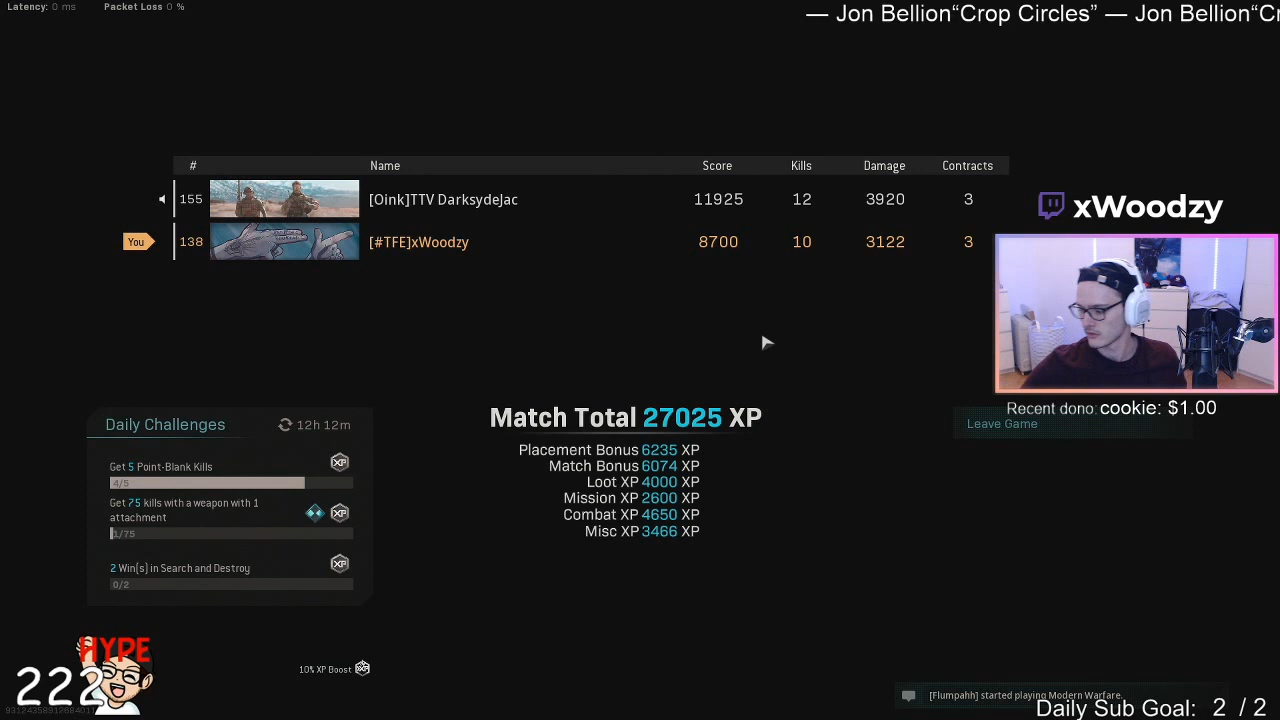 Latency: 0 ms Packet Loss 0 %
— Jon Bellion“Crop Circles” — Jon Bellion“Cr
# Name Score Kills Damage Contracts
155 [Oink]TTV DarksydeJac 11925 12 3920 3
You 138 [#TFE]xWoodzy 8700 10 3122 3
xWoodzy
Recent dono: cookie: $1.00
Leave Game
Daily Challenges 12h 12m
Get 5 Point-Blank Kills XP
4/5
Get 75 kills with a weapon with 1
attachment XP
1/75
2 Win(s) in Search and Destroy XP
0/2
Match Total 27025 XP
Placement Bonus 6235 XP
Match Bonus 6074 XP
Loot XP 4000 XP
Mission XP 2600 XP
Combat XP 4650 XP
Misc XP 3466 XP
HYPE
222
10% XP Boost XP
[Flumpahh] started playing Modern Warfare.
Daily Sub Goal: 2 / 2